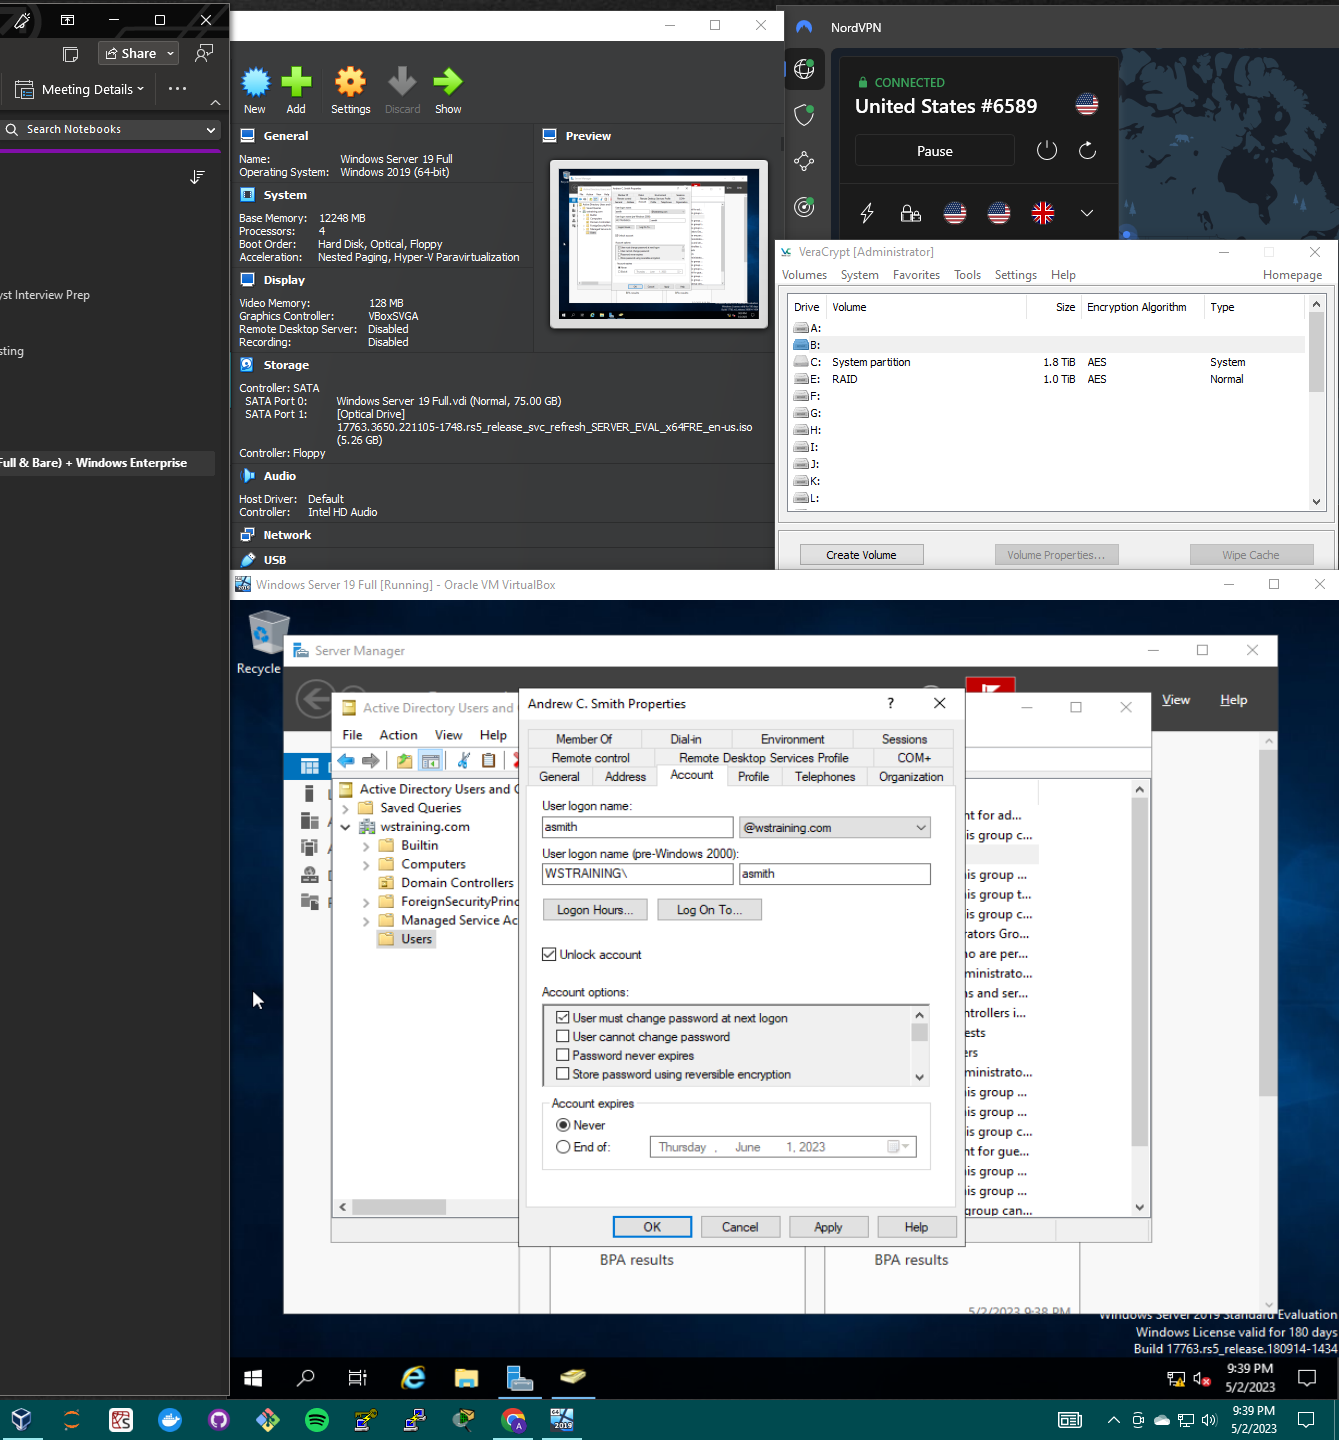 Share
Meeting Details
Search Notebooks
yst Interview Prep
sting
Full & Bare) + Windows Enterprise
New
Add
Settings
Discard
Show
General
Name: Windows Server 19 Full
Operating System: Windows 2019 (64-bit)
System
Base Memory: 12248 MB
Processors: 4
Boot Order: Hard Disk, Optical, Floppy
Acceleration: Nested Paging, Hyper-V Paravirtualization
Display
Video Memory: 128 MB
Graphics Controller: VBoxSVGA
Remote Desktop Server: Disabled
Recording: Disabled
Storage
Controller: SATA
SATA Port 0: Windows Server 19 Full.vdi (Normal, 75.00 GB)
SATA Port 1: [Optical Drive]
17763.3650.221105-1748.rs5_release_svc_refresh_SERVER_EVAL_x64FRE_en-us.iso
(5.26 GB)
Controller: Floppy
Audio
Host Driver: Default
Controller: Intel HD Audio
Network
USB
Preview
NordVPN
CONNECTED
United States #6589
Pause
VeraCrypt [Administrator]
Volumes System Favorites Tools Settings Help Homepage
Drive Volume Size Encryption Algorithm Type
A:
B:
C: System partition 1.8 TiB AES System
E: RAID 1.0 TiB AES Normal
F:
G:
H:
I:
J:
K:
L:
Create Volume
Volume Properties...
Wipe Cache
Windows Server 19 Full [Running] - Oracle VM VirtualBox
Recycle
Server Manager
View Help
Active Directory Users and
File Action View Help
Active Directory Users and C
Saved Queries
wstraining.com
Builtin
Computers
Domain Controllers
ForeignSecurityPrinc
Managed Service Ac
Users
Andrew C. Smith Properties
?
Member Of Dial-in Environment Sessions
Remote control Remote Desktop Services Profile COM+
General Address Account Profile Telephones Organization
User logon name:
asmith
@wstraining.com
User logon name (pre-Windows 2000):
WSTRAINING\
asmith
Logon Hours...
Log On To...
Unlock account
Account options:
User must change password at next logon
User cannot change password
Password never expires
Store password using reversible encryption
Account expires
Never
End of:
Thursday , June 1, 2023
OK
Cancel
Apply
Help
nt for ad...
is group c...
is group ...
is group t...
is group c...
rators Gro...
o are per...
dministrato...
s and ser...
ntrollers i...
ests
ers
ministrato...
is group ...
is group ...
is group c...
nt for gue...
is group ...
is group ...
group can...
BPA results
BPA results
5/2/2023 9:38 PM
Windows Server 2019 Standard Evaluation
Windows License valid for 180 days
Build 17763.rs5_release.180914-1434
9:39 PM
5/2/2023
2019
9:39 PM
5/2/2023